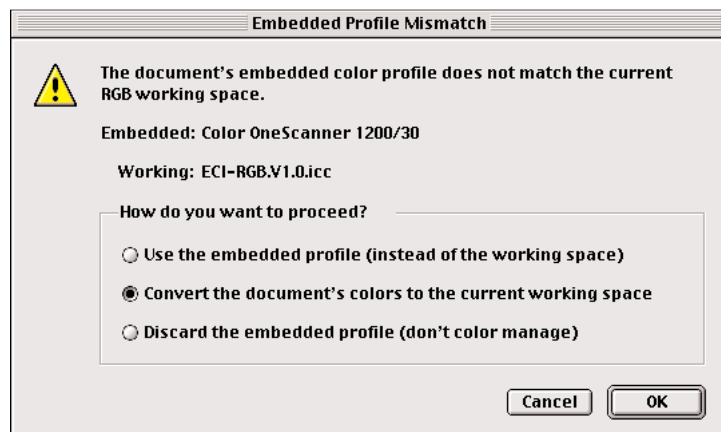 Embedded Profile Mismatch
The document's embedded color profile does not match the current
RGB working space.
Embedded: Color OneScanner 1200/30
Working: ECI-RGB.V1.0.icc
How do you want to proceed?
Use the embedded profile (instead of the working space)
Convert the document's colors to the current working space
Discard the embedded profile (don't color manage)
Cancel
OK